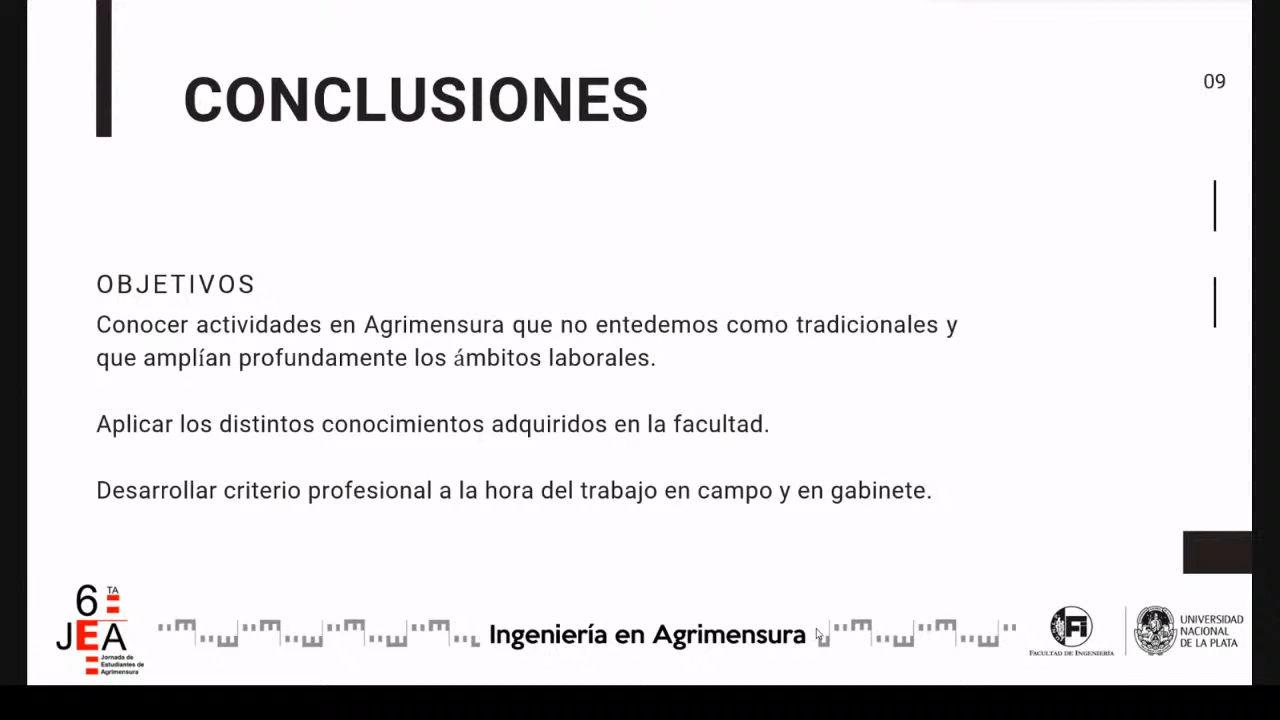 CONCLUSIONES
09
OBJETIVOS
Conocer actividades en Agrimensura que no entedemos como tradicionales y
que amplían profundamente los ámbitos laborales.
Aplicar los distintos conocimientos adquiridos en la facultad.
Desarrollar criterio profesional a la hora del trabajo en campo y en gabinete.
6 TA
JEA
Jornada de
Estudiantes de
Agrimensura
Ingeniería en Agrimensura
Fi
FACULTAD DE INGENIERÍA
UNIVERSIDAD
NACIONAL
DE LA PLATA